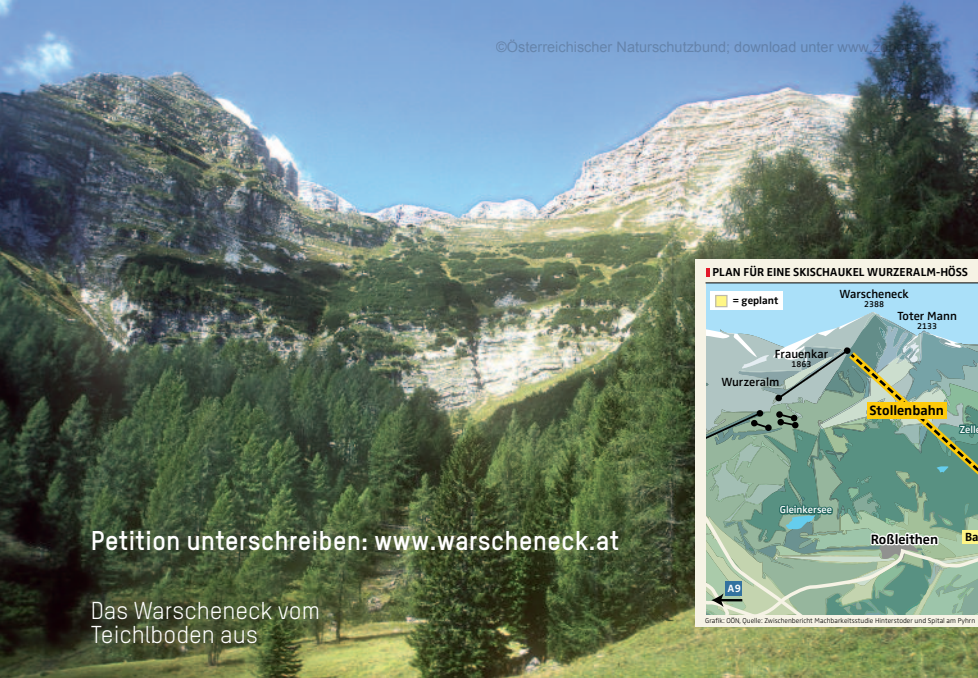 ©Österreichischer Naturschutzbund; download unter
PLAN FÜR EINE SKISCHAUKEL WURZERALM-HÖSS
= geplant
Warscheneck
2388
Toter Mann
2133
Frauenkar
1863
Wurzeralm
Stollenbahn
Gleinkersee
Roßleithen
A9
Grafik: OÖN, Quelle: Zwischenbericht Machbarkeitsstudie Hinterstoder und Spital am Pyhrn
Petition unterschreiben: www.warscheneck.at
Das Warscheneck vom
Teichlboden aus